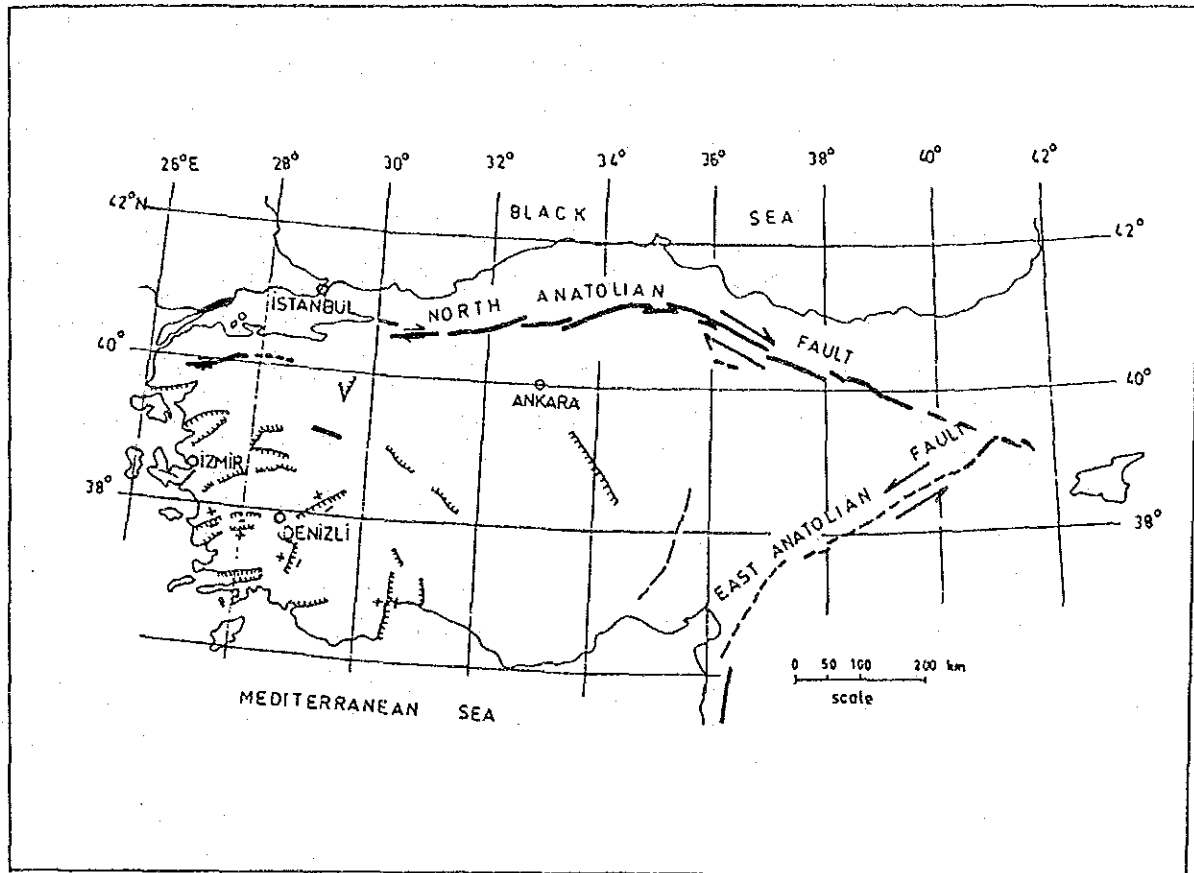 26°E 28° 30° 32° 34° 36° 38° 40° 42°
42°N
BLACK SEA
42°
İSTANBUL
NORTH ANATOLIAN FAULT
40°
40°
ANKARA
İZMİR
FAULT
38°
38°
DENİZLİ
EAST ANATOLIAN
0 50 100 200 km
scale
MEDITERRANEAN SEA